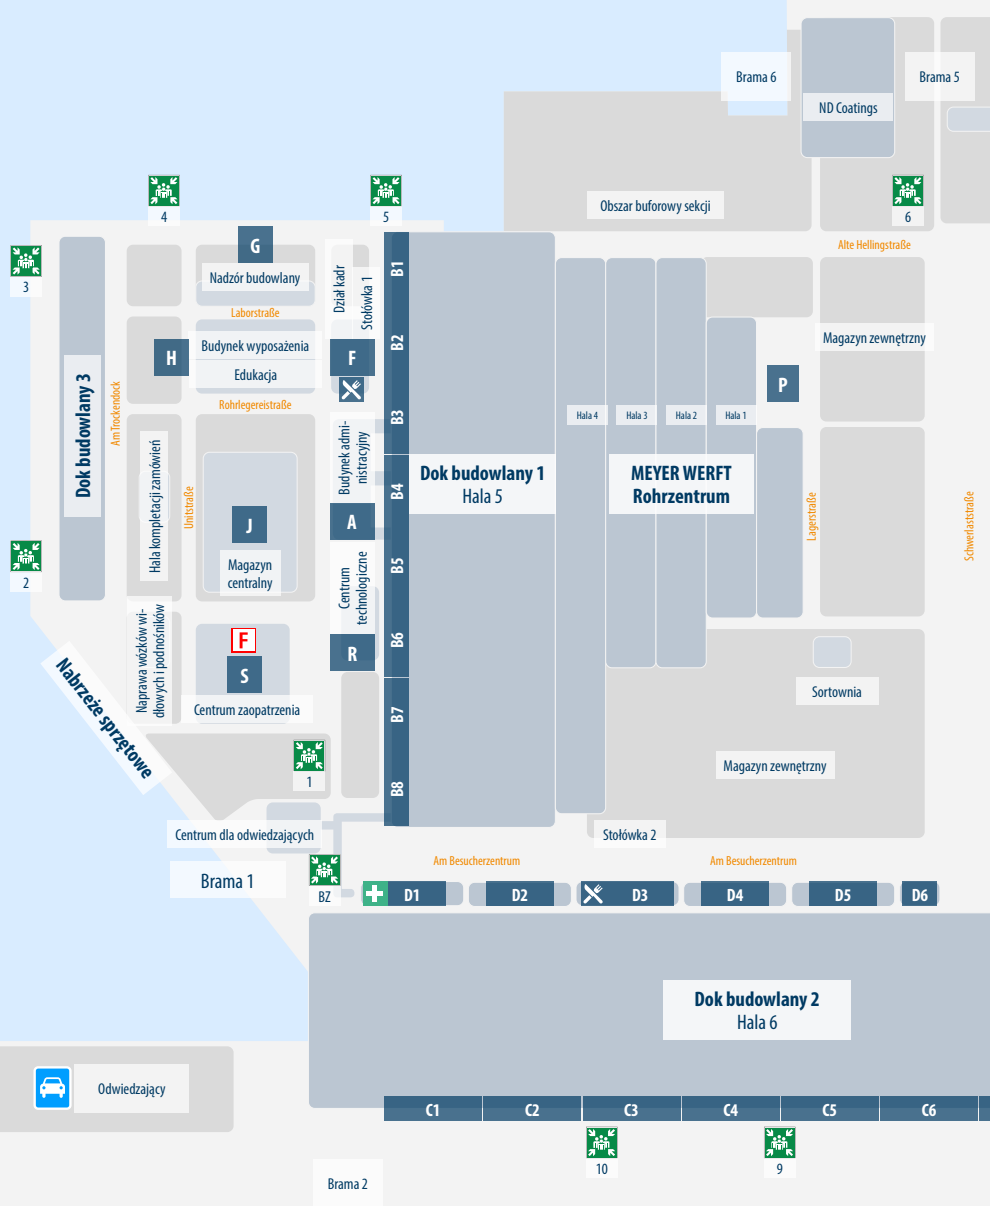 Brama 6
Brama 5
ND Coatings
4
5
6
Obszar buforowy sekcji
Alte Hellingstraße
G
Nadzór budowlany
Laborstraße
3
Dział kadr
Stołówka 1
B1
B2
B3
B4
B5
B6
B7
B8
H
Budynek wyposażenia
Edukacja
F
Rohrlegereistraße
Am Trockendock
Dok budowlany 3
Hala kompletacji zamówień
Unitstraße
Budynek admi-
nistracyjny
A
J
Magazyn
centralny
Centrum
technologiczne
R
Dok budowlany 1
Hala 5
Hala 4
Hala 3
Hala 2
Hala 1
MEYER WERFT
Rohrzentrum
P
Magazyn zewnętrzny
Lagerstraße
Schwerlaststraße
2
Naprawa wózków wi-
dłowych i podnośników
F
S
Centrum zaopatrzenia
Nabrzeże sprzętowe
1
Sortownia
Magazyn zewnętrzny
Centrum dla odwiedzających
Stołówka 2
Am Besucherzentrum
Am Besucherzentrum
Brama 1
BZ
D1
D2
D3
D4
D5
D6
Dok budowlany 2
Hala 6
Odwiedzający
C1
C2
C3
C4
C5
C6
10
9
Brama 2